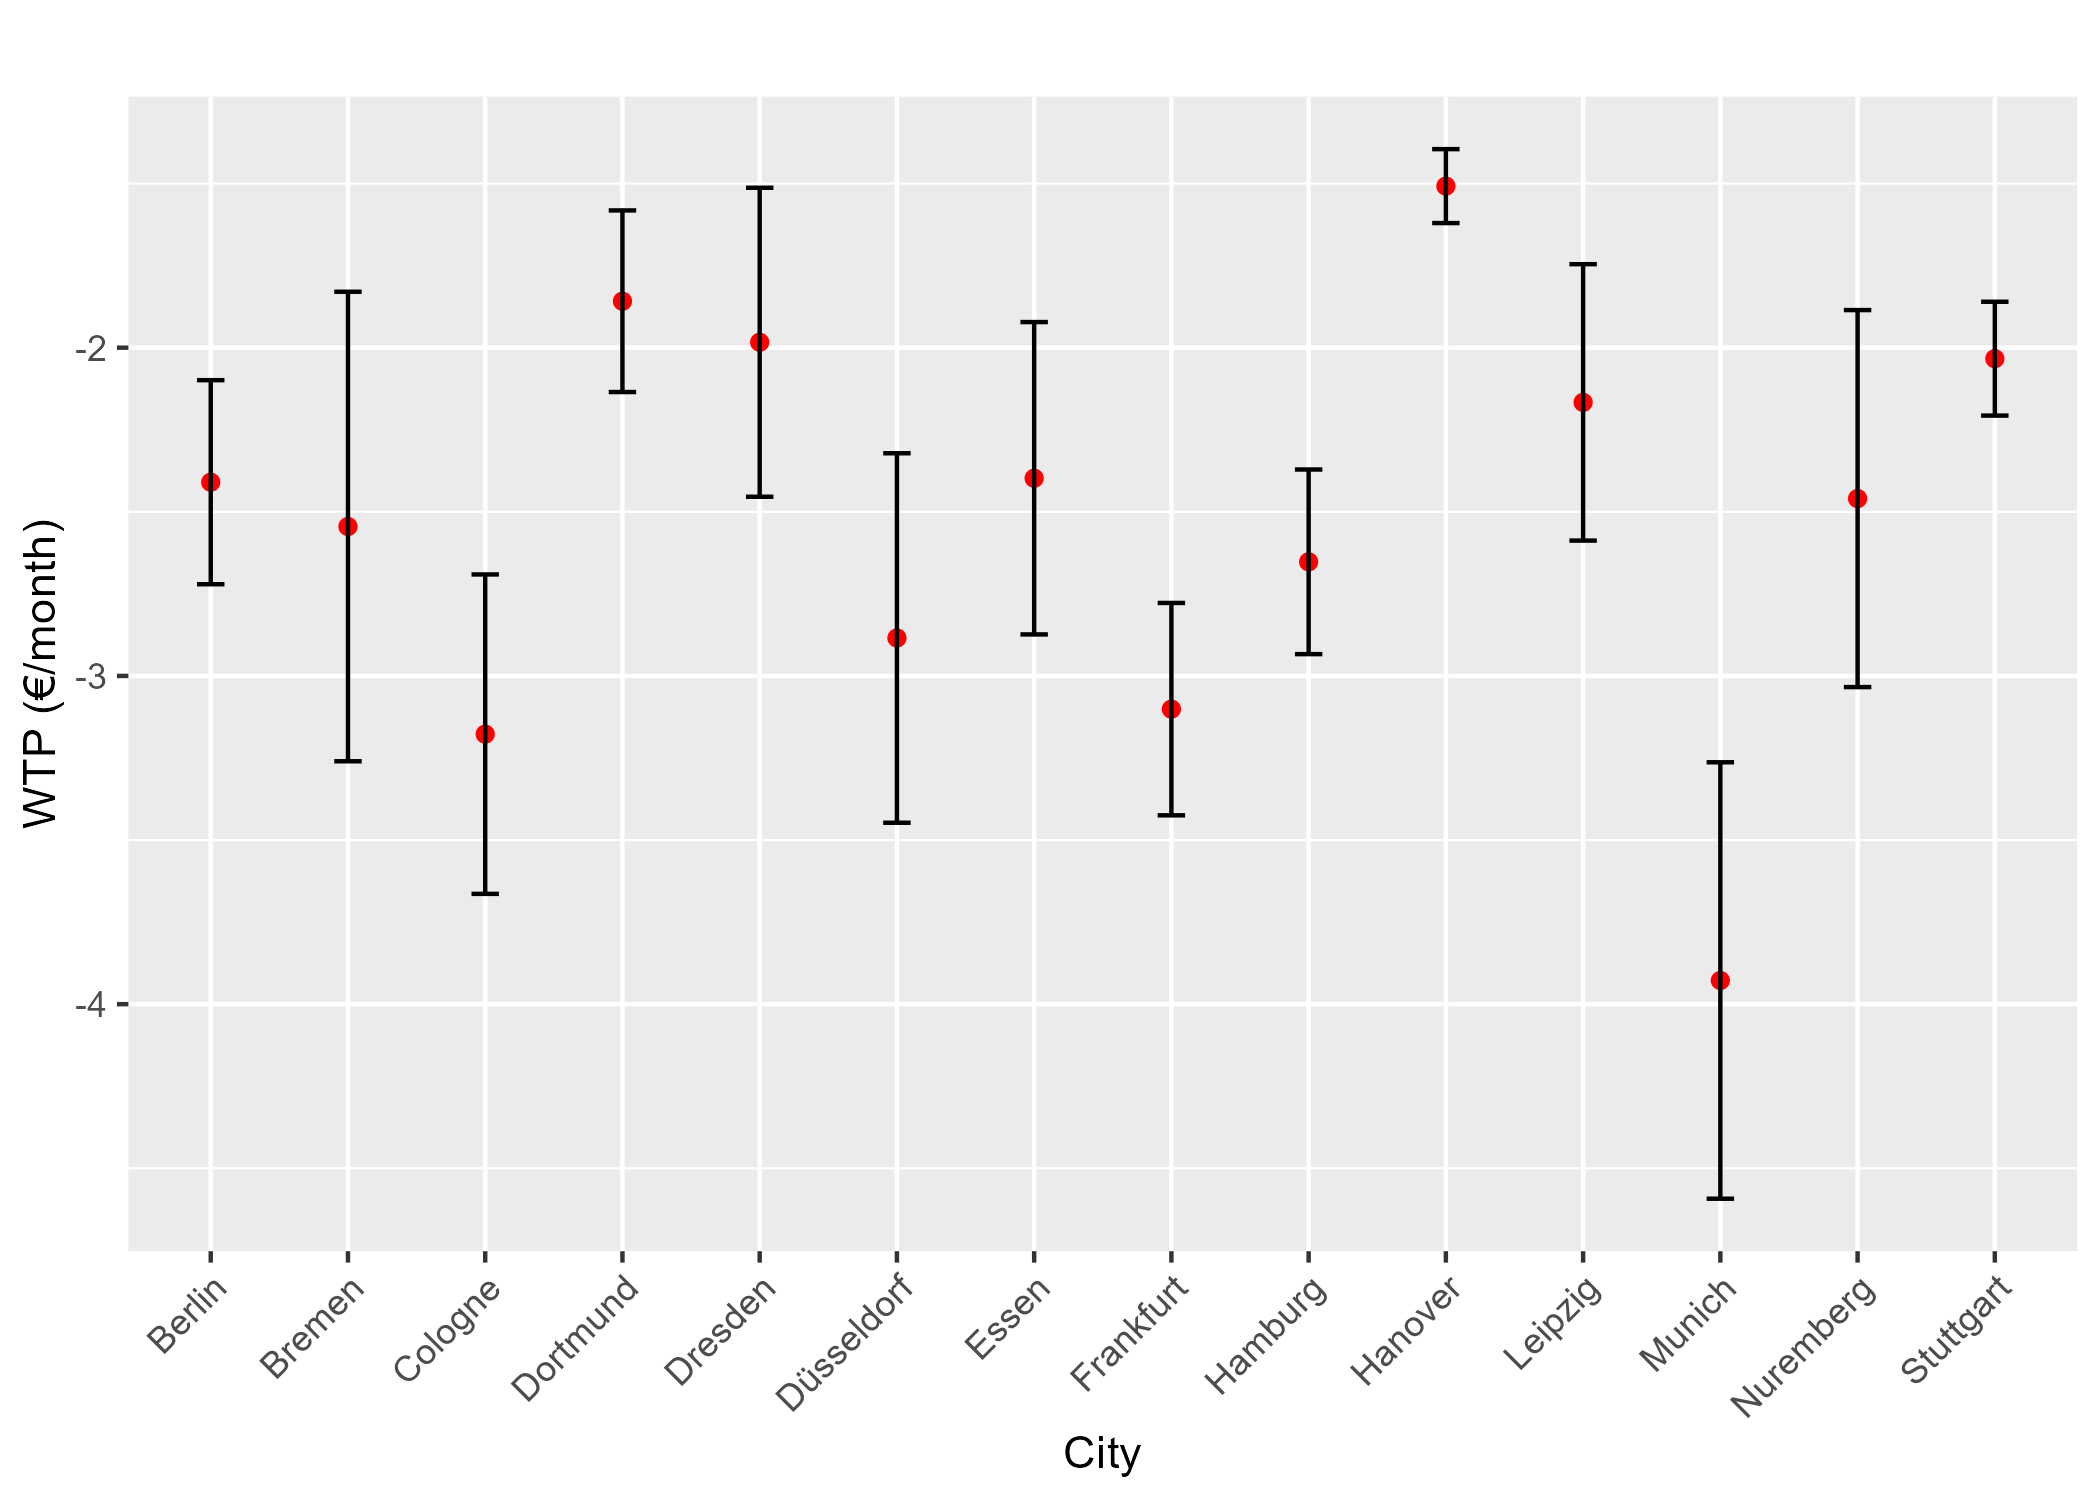 WTP (€/month)
-2
-3
-4
Berlin
Bremen
Cologne
Dortmund
Dresden
Düsseldorf
Essen
Frankfurt
Hamburg
Hanover
Leipzig
Munich
Nuremberg
Stuttgart
City